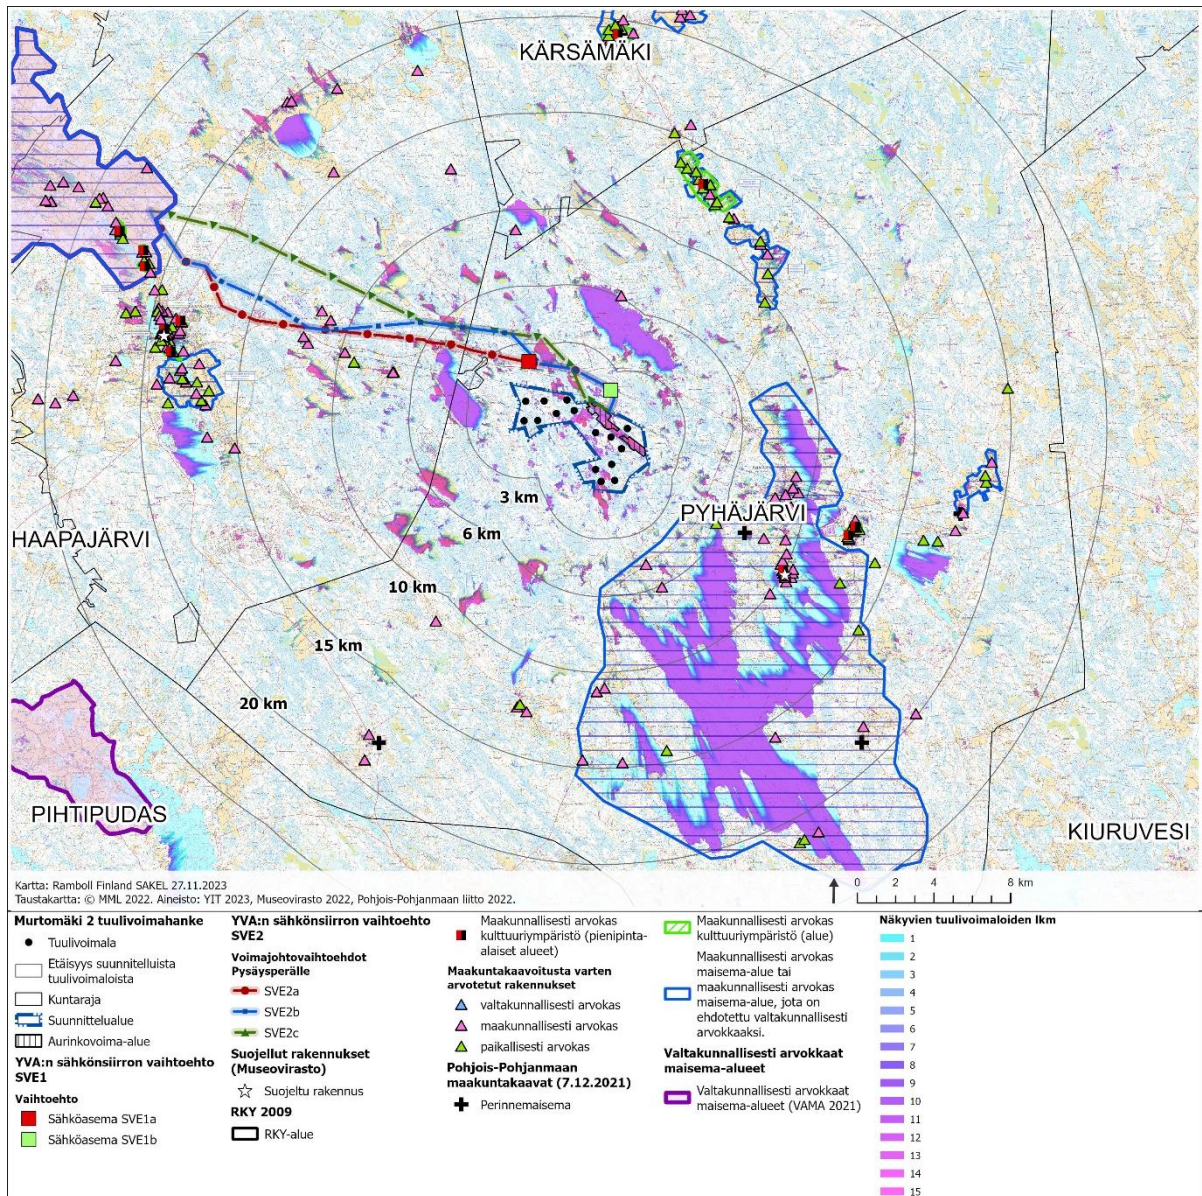 KÄRSÄMÄKI
3 km
PYHÄJÄRVI
6 km
HAAPAJÄRVI
10 km
15 km
20 km
PIHTIPUDAS
KIURUVESI
Kartta: Ramboll Finland SAKEL 27.11.2023
Taustakartta: © MML 2022. Aineisto: YIT 2023, Museovirasto 2022, Pohjois-Pohjanmaan liitto 2022.
0 2 4 8 km
Murtomäki 2 tuulivoimahanke
Tuulivoimala
Etäisyys suunnitelluista
tuulivoimaloista
Kuntaraja
Suunnittelualue
Aurinkovoima-alue
YVA:n sähkönsiirron vaihtoehto
SVE1
Vaihtoehto
Sähköasema SVE1a
Sähköasema SVE1b
YVA:n sähkönsiirron vaihtoehto
SVE2
Voimajohtovaihtoehdot
Pysäysperälle
SVE2a
SVE2b
SVE2c
Suojellut rakennukset
(Museovirasto)
Suojeltu rakennus
RKY 2009
RKY-alue
Maakunnallisesti arvokas
kulttuuriympäristö (pienipinta-
alaiset alueet)
Maakuntakaavoitusta varten
arvotetut rakennukset
valtakunnallisesti arvokas
maakunnallisesti arvokas
paikallisesti arvokas
Pohjois-Pohjanmaan
maakuntakaavat (7.12.2021)
Perinnemaisema
Maakunnallisesti arvokas
kulttuuriympäristö (alue)
Maakunnallisesti arvokas
maisema-alue tai
maakunnallisesti arvokas
maisema-alue, jota on
ehdotettu valtakunnallisesti
arvokkaaksi.
Valtakunnallisesti arvokkaat
maisema-alueet
Valtakunnallisesti arvokkaat
maisema-alueet (VAMA 2021)
Näkyvien tuulivoimaloiden lkm
1
2
3
4
5
6
7
8
9
10
11
12
13
14
15